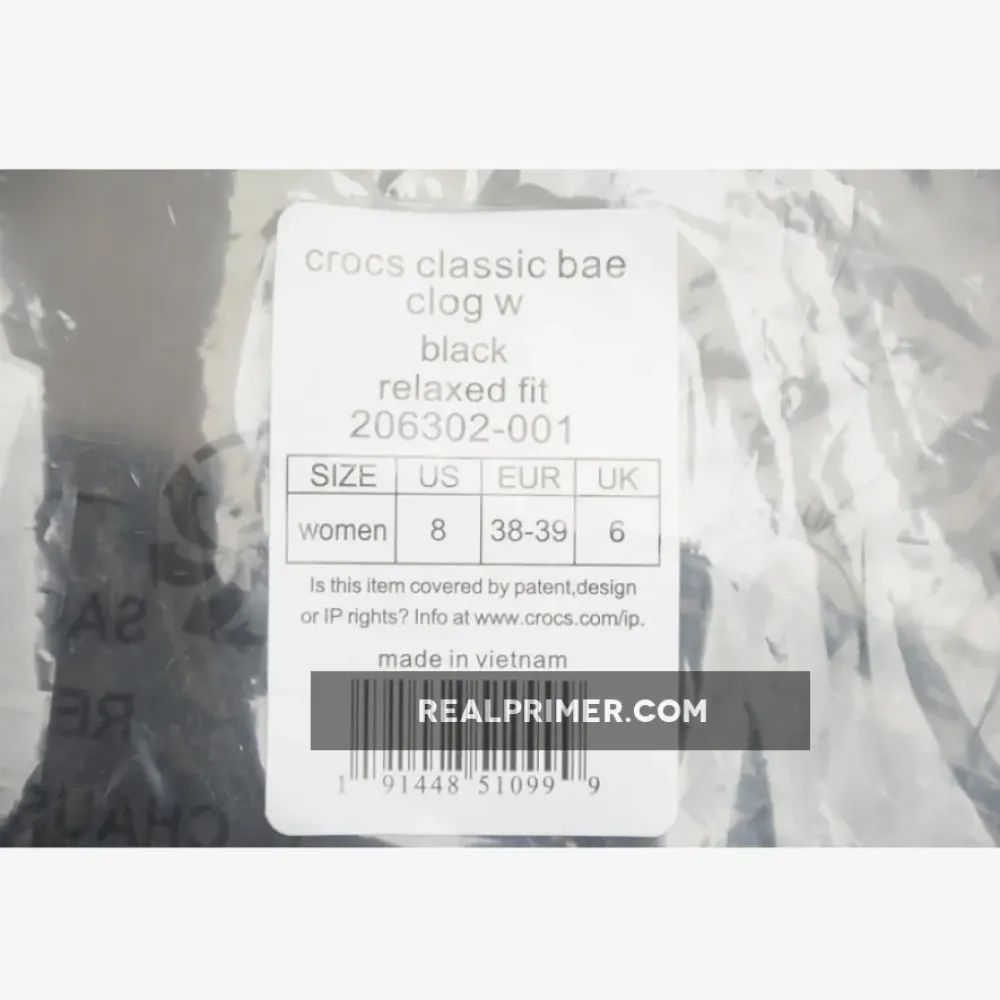 crocs classic bae
clog w
black
relaxed fit
206302-001
SIZE US EUR UK
women 8 38-39 6
Is this item covered by patent,design
or IP rights? Info at www.crocs.com/ip.
made in vietnam
REALPRIMER.COM
1 91448 51099 9